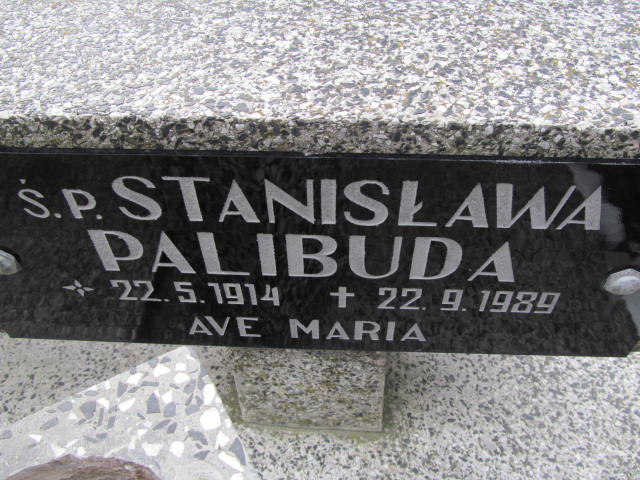 Ś.P. STANISŁAWA
PALIBUDA
22.5.1914 ✝ 22.9.1989
AVE MARIA